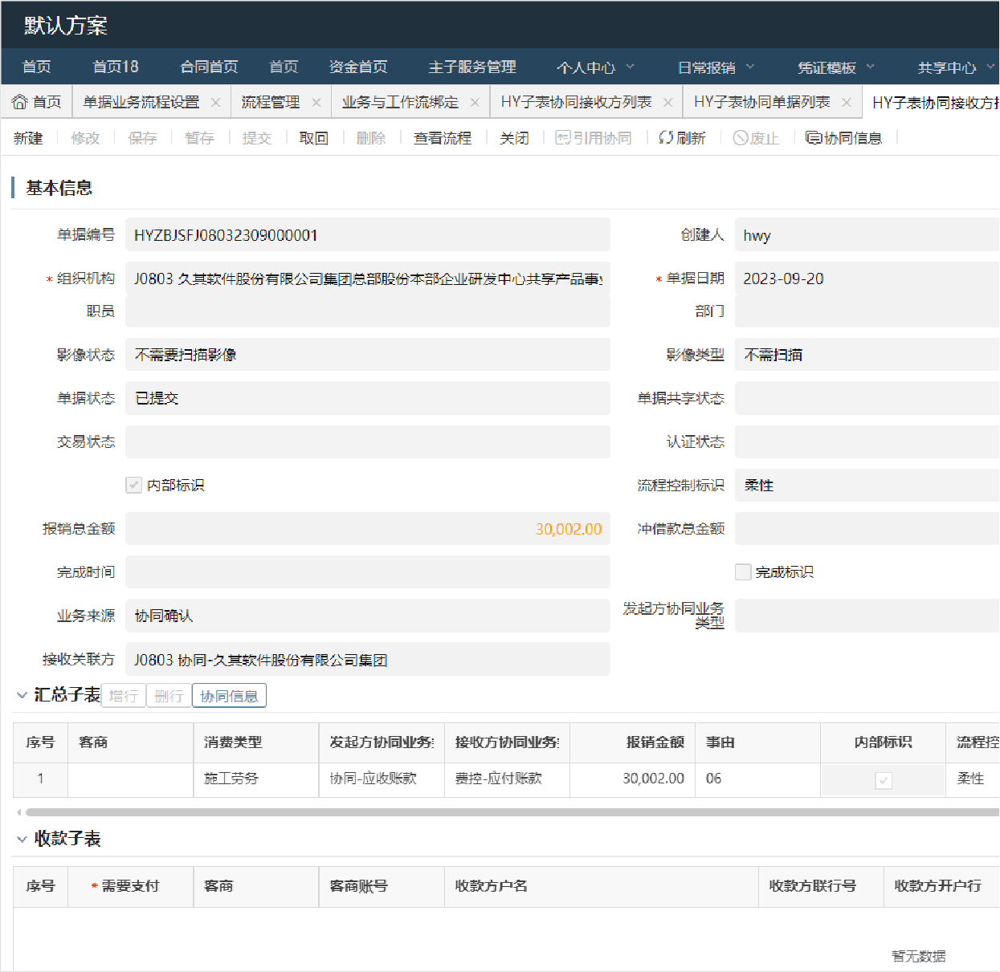 默认方案
首页 首页18 合同首页 首页 资金首页 主子服务管理 个人中心 日常报销 凭证模板 共享中心
首页 单据业务流程设置 流程管理 业务与工作流绑定 HY子表协同接收方列表 HY子表协同单据列表 HY子表协同接收方
新建 修改 保存 暂存 提交 取回 删除 查看流程 关闭 引用协同 刷新 废止 协同信息
基本信息
单据编号 HYZBJSFJ08032309000001 创建人 hwy
* 组织机构 J0803 久其软件股份有限公司集团总部股份本部企业研发中心共享产品事 * 单据日期 2023-09-20
职员 部门
影像状态 不需要扫描影像 影像类型 不需扫描
单据状态 已提交 单据共享状态
交易状态 认证状态
内部标识 流程控制标识 柔性
报销总金额 30,002.00 冲借款总金额
完成时间 完成标识
业务来源 协同确认 发起方协同业务
类型
接收关联方 J0803 协同-久其软件股份有限公司集团
汇总子表 增行 删行 协同信息
序号 客商 消费类型 发起方协同业务 接收方协同业务 报销金额 事由 内部标识 流程控
1 施工劳务 协同-应收账款 费控-应付账款 30,002.00 06 柔性
收款子表
序号 * 需要支付 客商 客商账号 收款方户名 收款方联行号 收款方开户行
暂无数据